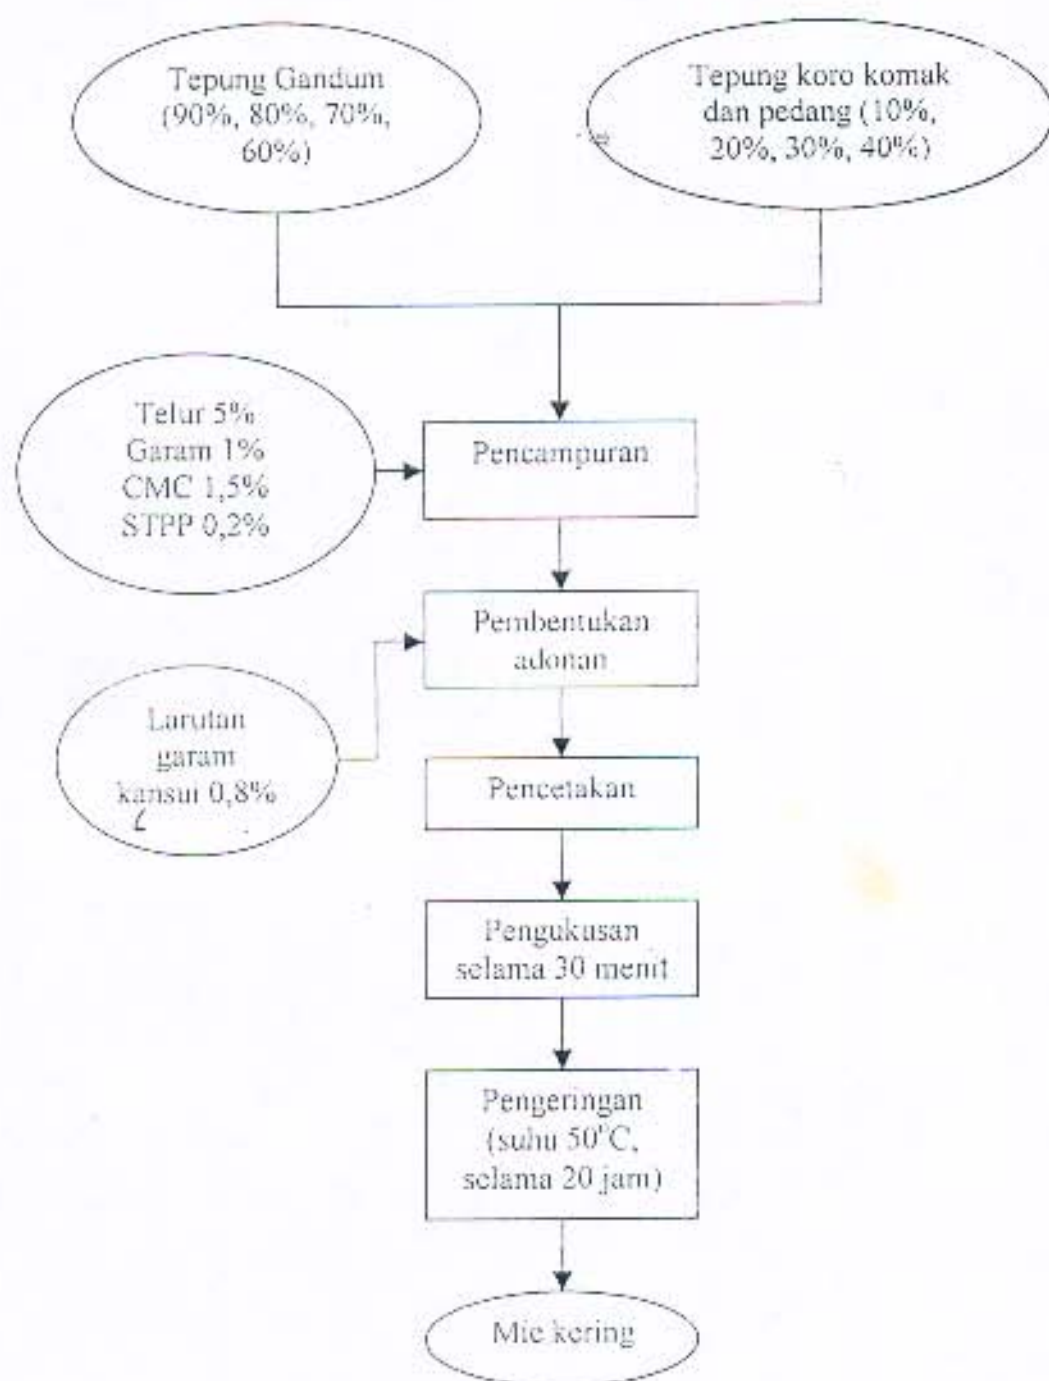 Tepung Gandum
(90%, 80%, 70%,
60%)
Tepung koro komak
dan pedang (10%,
20%, 30%, 40%)
Telur 5%
Garam 1%
CMC 1,5%
STPP 0,2%
Pencampuran
Pembentukan
adonan
Larutan
garam
kansui 0,8%
Pencetakan
Pengukusan
selama 30 menit
Pengeringan
(suhu 50°C,
selama 20 jam)
Mie kering